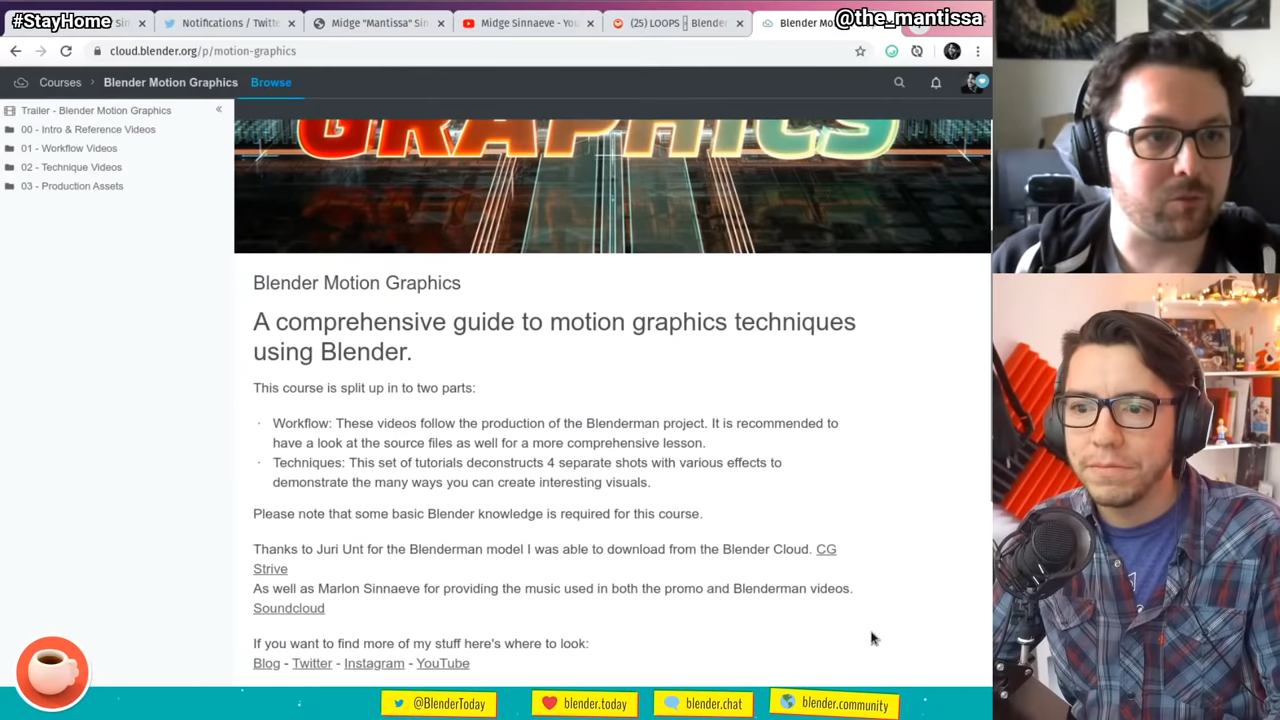 #StayHome
Notifications / Twitte
Midge "Mantissa" Sin
Midge Sinnaeve - You
(25) LOOPS
Blende
Blender Mo
@the_mantissa
cloud.blender.org/p/motion-graphics
Courses > Blender Motion Graphics Browse
Trailer - Blender Motion Graphics
00 - Intro & Reference Videos
01 - Workflow Videos
02 - Technique Videos
03 - Production Assets
GRAPHICS
Blender Motion Graphics
A comprehensive guide to motion graphics techniques
using Blender.
This course is split up in to two parts:
· Workflow: These videos follow the production of the Blenderman project. It is recommended to
have a look at the source files as well for a more comprehensive lesson.
· Techniques: This set of tutorials deconstructs 4 separate shots with various effects to
demonstrate the many ways you can create interesting visuals.
Please note that some basic Blender knowledge is required for this course.
Thanks to Juri Unt for the Blenderman model I was able to download from the Blender Cloud. CG
Strive
As well as Marlon Sinnaeve for providing the music used in both the promo and Blenderman videos.
Soundcloud
If you want to find more of my stuff here's where to look:
Blog - Twitter - Instagram - YouTube
@BlenderToday
blender.today
blender.chat
blender.community